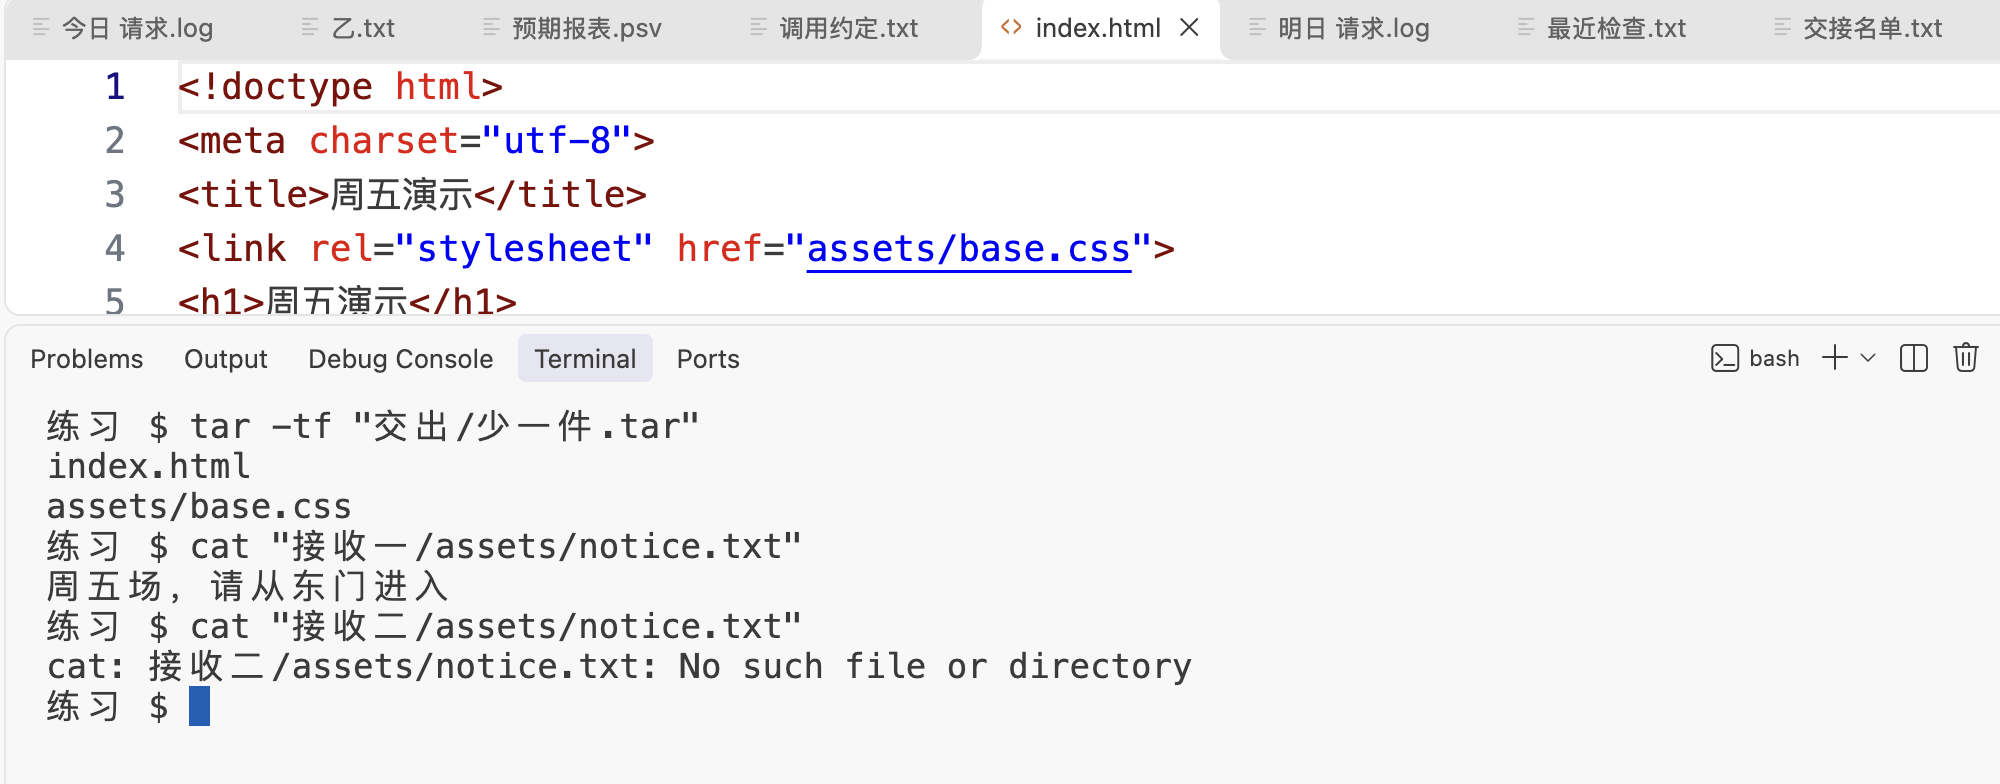 今日 请求.log 乙.txt 预期报表.psv 调用约定.txt index.html 明日 请求.log 最近检查.txt 交接名单.txt
1 <!doctype html>
2 <meta charset="utf-8">
3 <title>周五演示</title>
4 <link rel="stylesheet" href="assets/base.css">
5 <h1>周五演示</h1>
Problems Output Debug Console Terminal Ports bash
练习 $ tar -tf "交出/少一件.tar"
index.html
assets/base.css
练习 $ cat "接收一/assets/notice.txt"
周五场，请从东门进入
练习 $ cat "接收二/assets/notice.txt"
cat: 接收二/assets/notice.txt: No such file or directory
练习 $